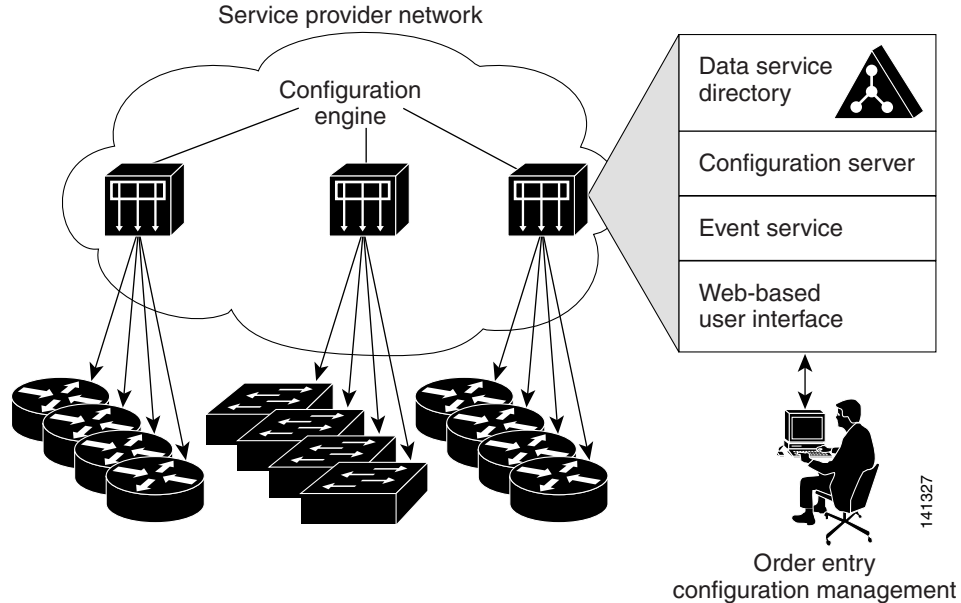 Service provider network
Configuration
engine
Data service
directory
Configuration server
Event service
Web-based
user interface
141327
Order entry
configuration management